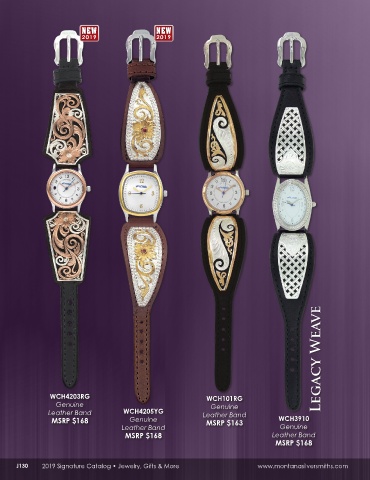 NEW
2019
NEW
2019
LEGACY WEAVE
WCH4203RG
Genuine
Leather Band
MSRP $168
WCH4205YG
Genuine
Leather Band
MSRP $168
WCH101RG
Genuine
Leather Band
MSRP $163
WCH3910
Genuine
Leather Band
MSRP $168
J130 2019 Signature Catalog • Jewelry, Gifts & More www.montanasilversmiths.com